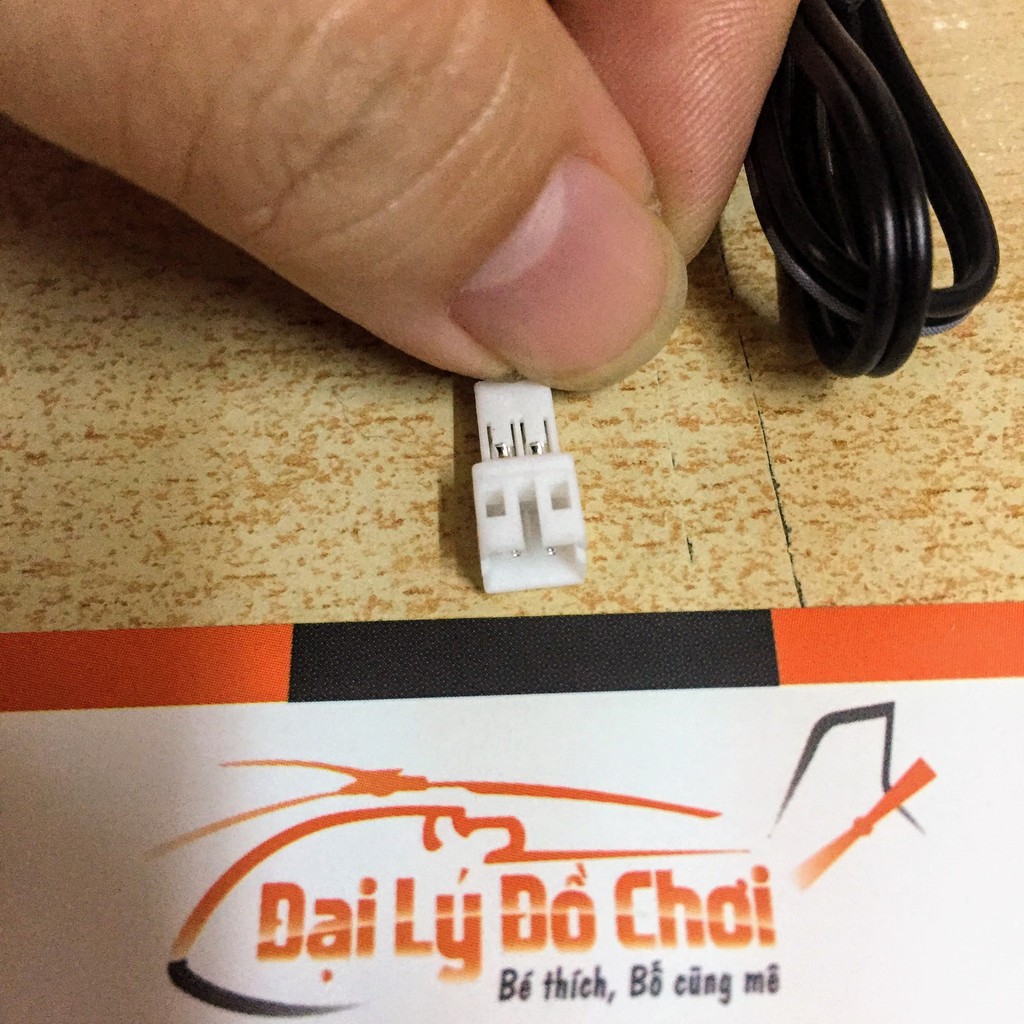 Đại Lý Đồ Chơi
Bé thích, Bố cũng mê